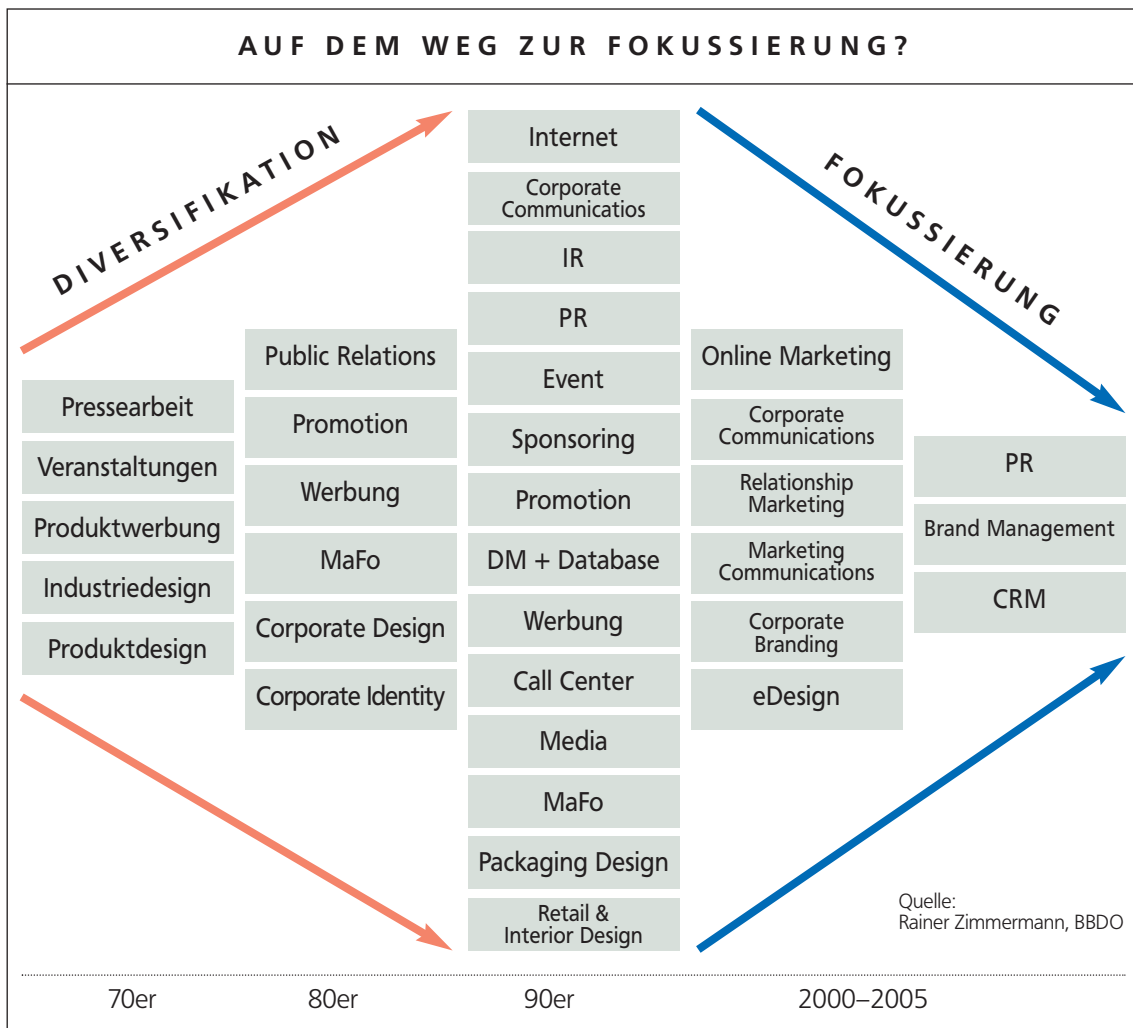 AUF DEM WEG ZUR FOKUSSIERUNG?
DIVERSIFIKATION
FOKUSSIERUNG
Pressearbeit
Veranstaltungen
Produktwerbung
Industriedesign
Produktdesign
Public Relations
Promotion
Werbung
MaFo
Corporate Design
Corporate Identity
Internet
Corporate
Communicatios
IR
PR
Event
Sponsoring
Promotion
DM + Database
Werbung
Call Center
Media
MaFo
Packaging Design
Retail &
Interior Design
Online Marketing
Corporate
Communications
Relationship
Marketing
Marketing
Communications
Corporate
Branding
eDesign
PR
Brand Management
CRM
Quelle:
Rainer Zimmermann, BBDO
70er
80er
90er
2000–2005